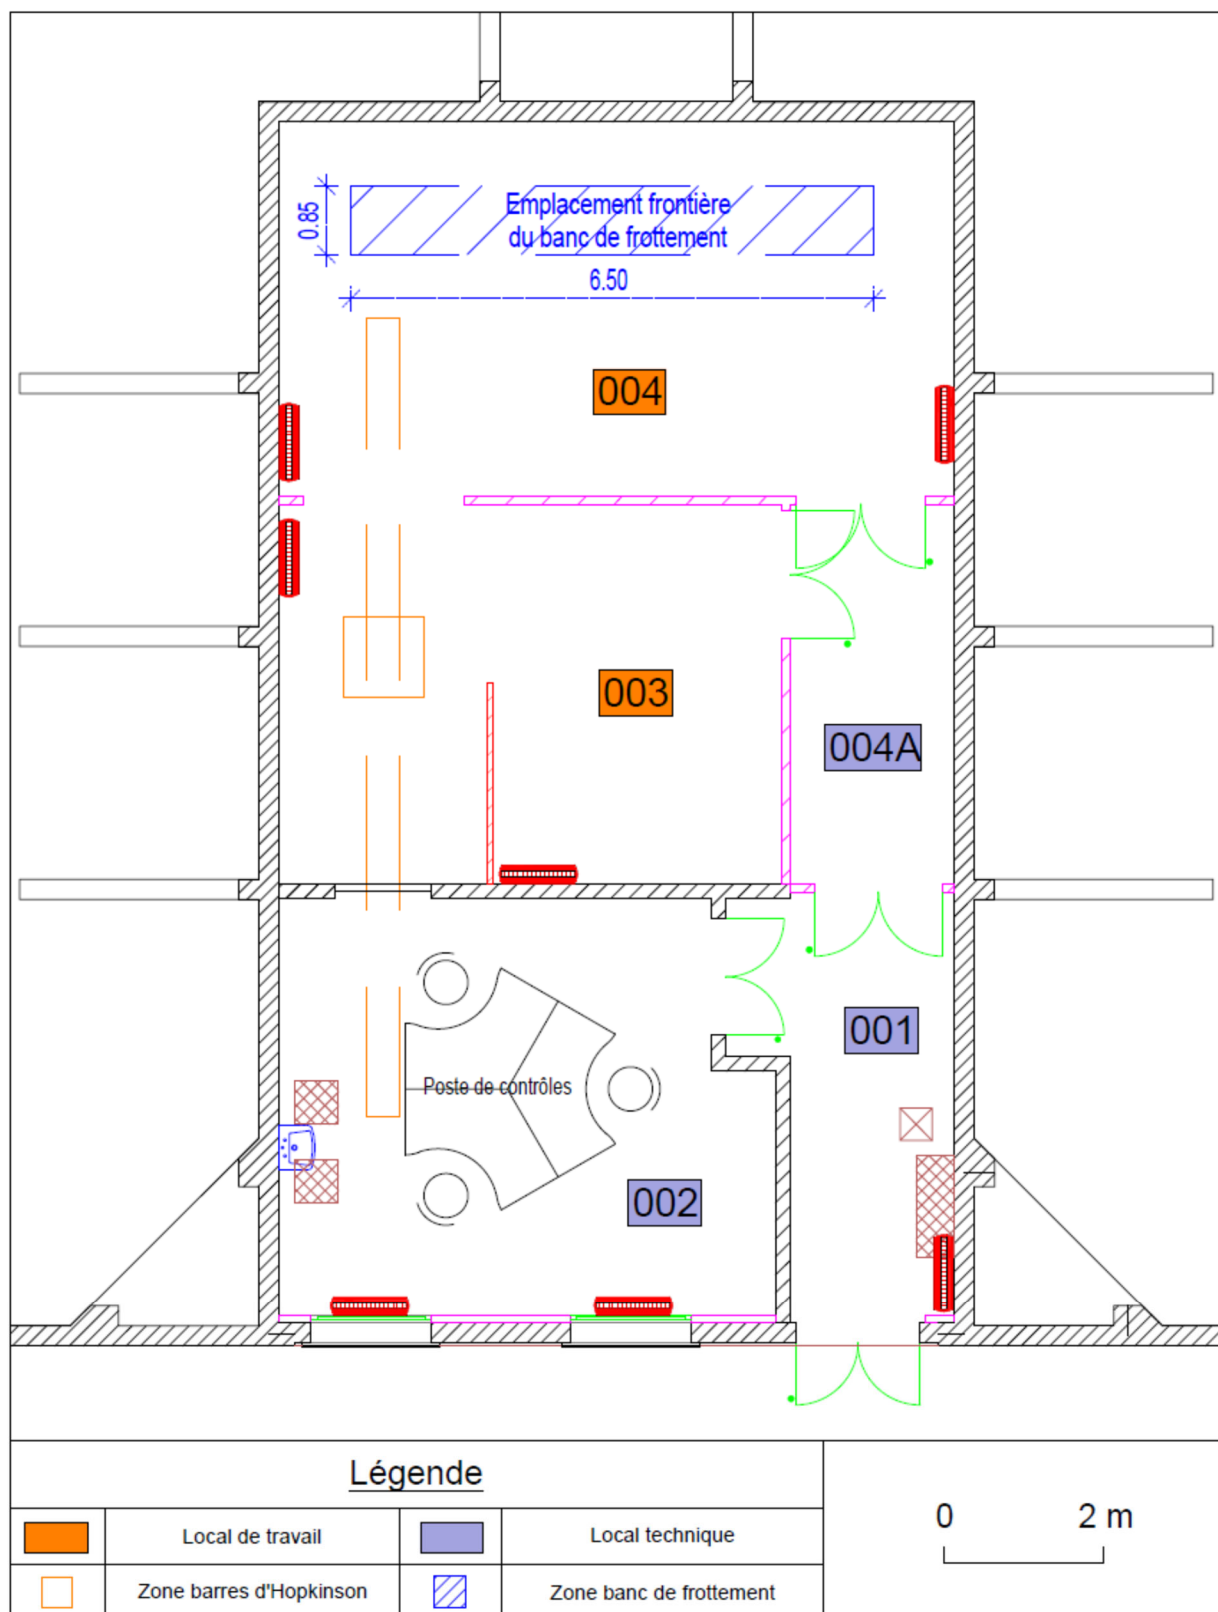 Emplacement frontière
du banc de frottement
0.85
6.50
004
003
004A
001
Poste de contrôles
002
Légende
0 2 m
Local de travail Local technique
Zone barres d'Hopkinson Zone banc de frottement